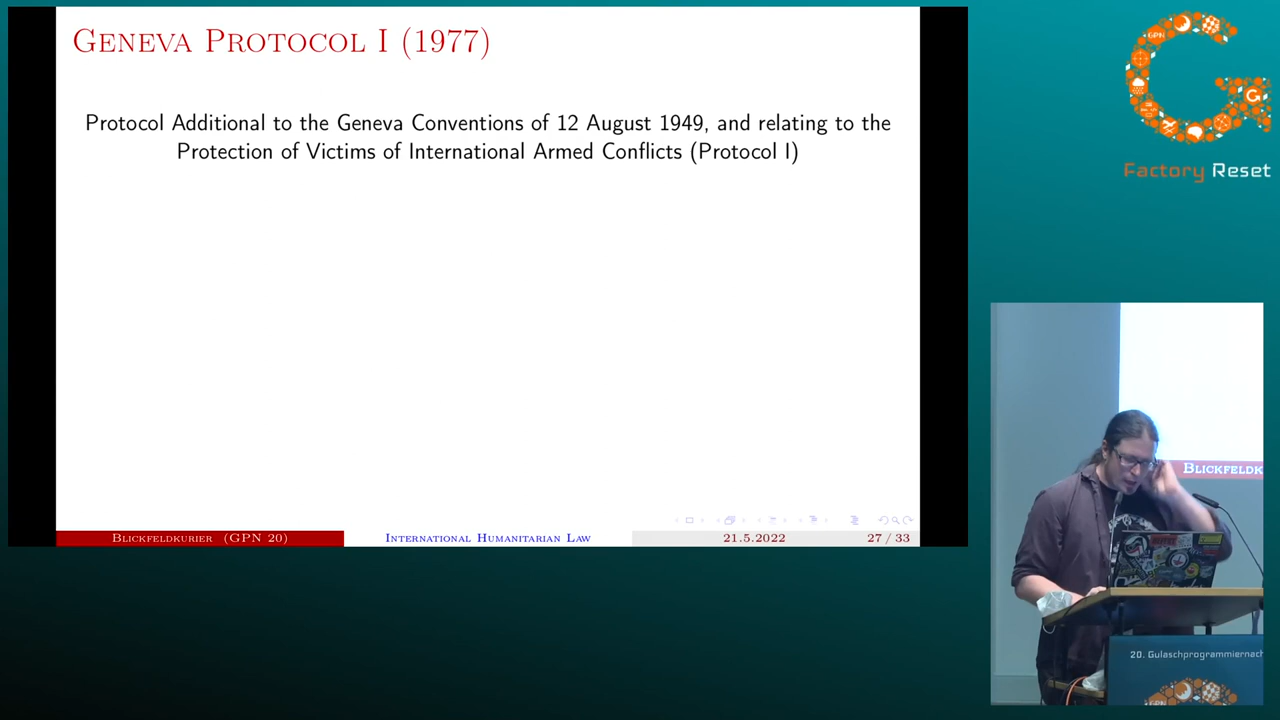 GENEVA PROTOCOL I (1977)
Protocol Additional to the Geneva Conventions of 12 August 1949, and relating to the
Protection of Victims of International Armed Conflicts (Protocol I)
BLICKFELDKURIER (GPN 20)
INTERNATIONAL HUMANITARIAN LAW
21.5.2022
27 / 33
Factory Reset
BLICKFELDK
20. Gulaschprogrammiernach